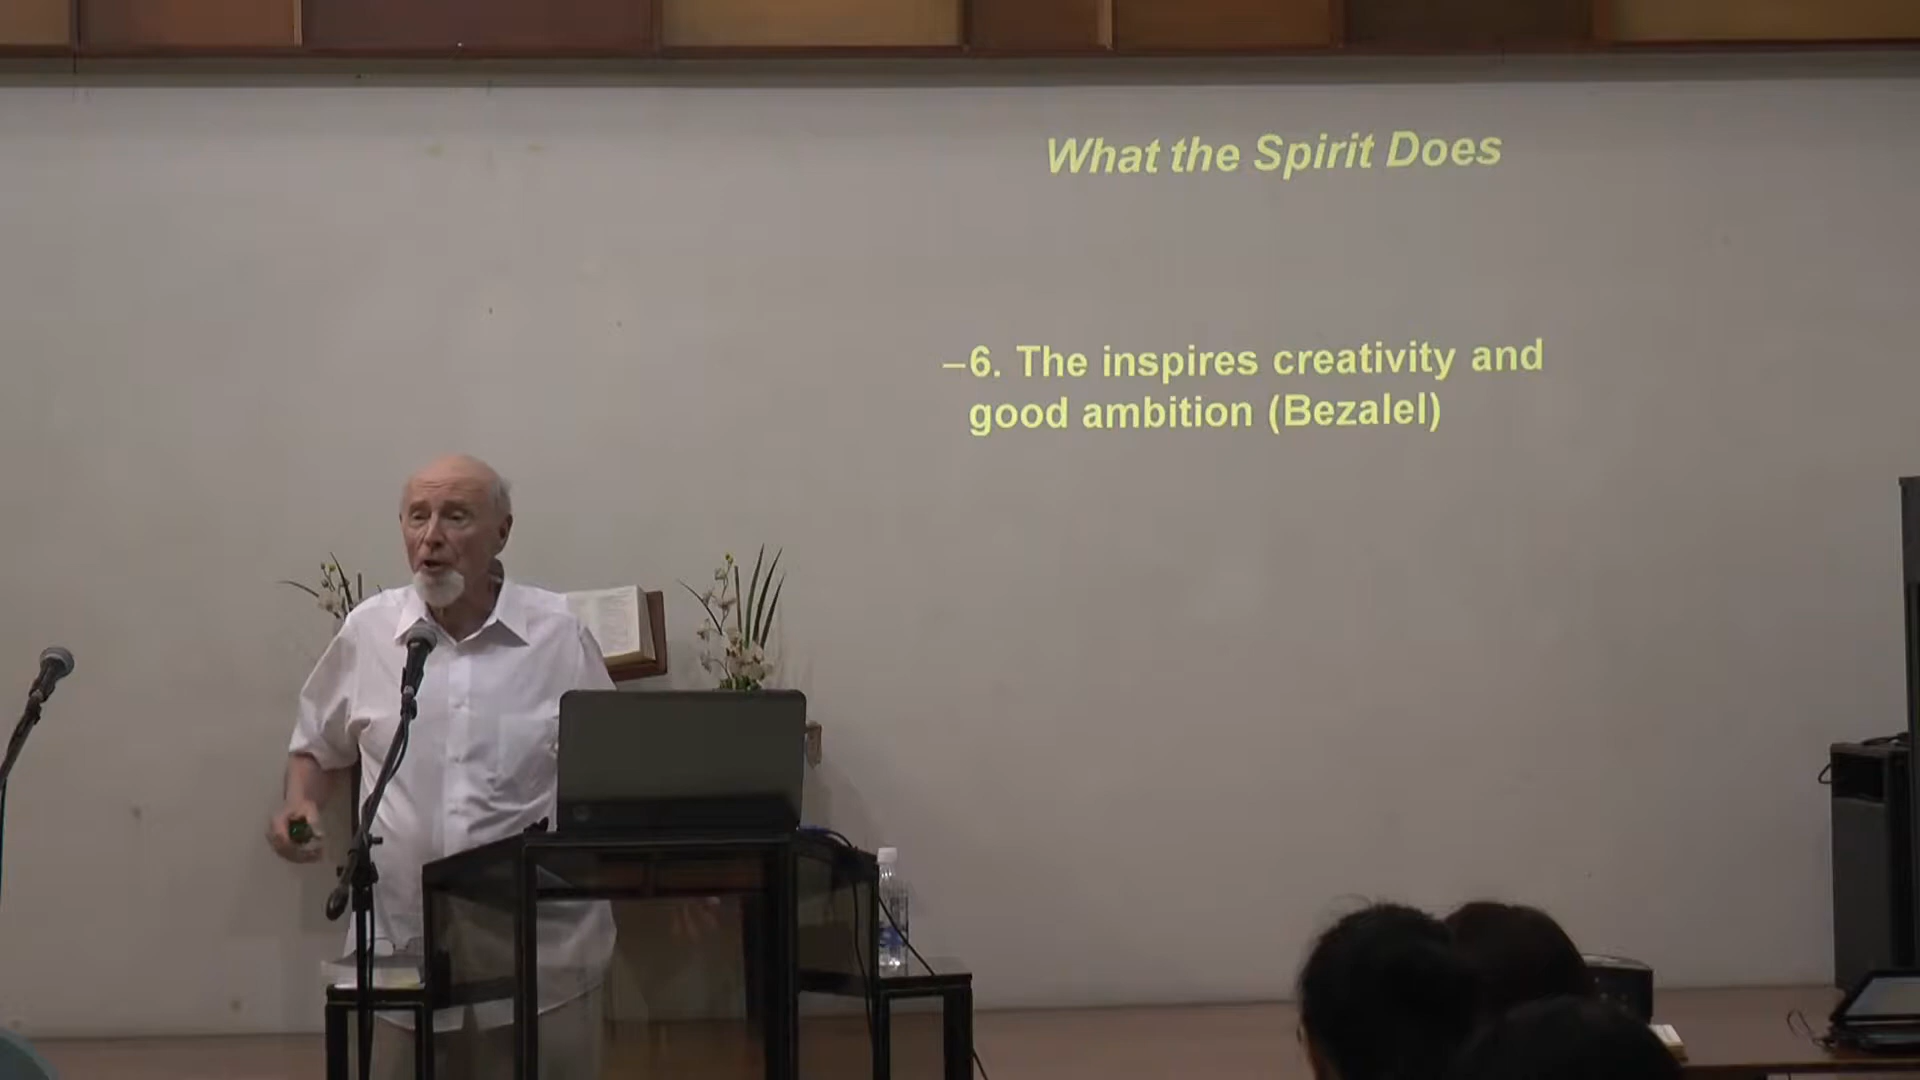 What the Spirit Does
–6. The inspires creativity and
good ambition (Bezalel)